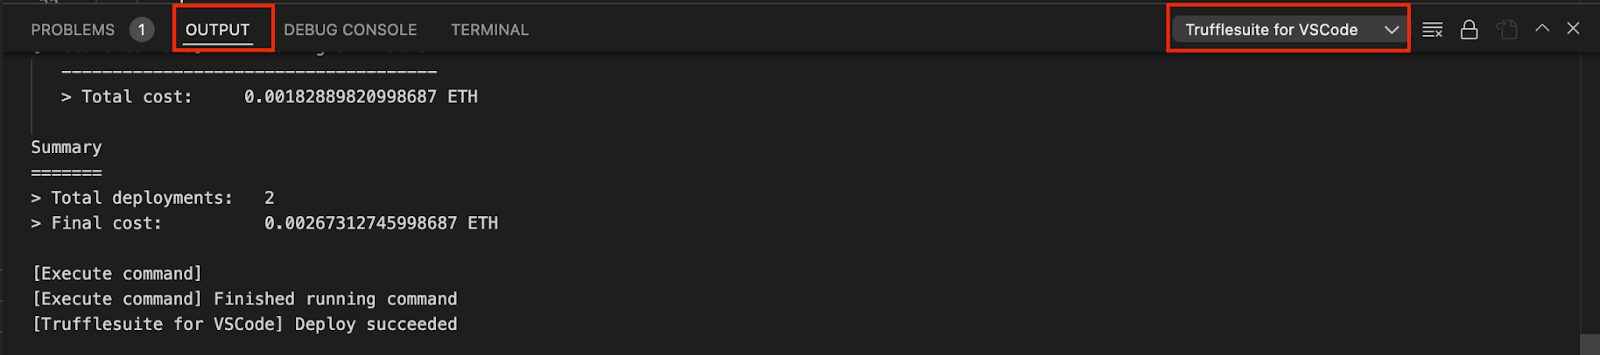 PROBLEMS 1 OUTPUT DEBUG CONSOLE TERMINAL Trufflesuite for VSCode
-------------------------------------
> Total cost:     0.00182889820998687 ETH
Summary
=======
> Total deployments:   2
> Final cost:          0.00267312745998687 ETH
[Execute command]
[Execute command] Finished running command
[Trufflesuite for VSCode] Deploy succeeded